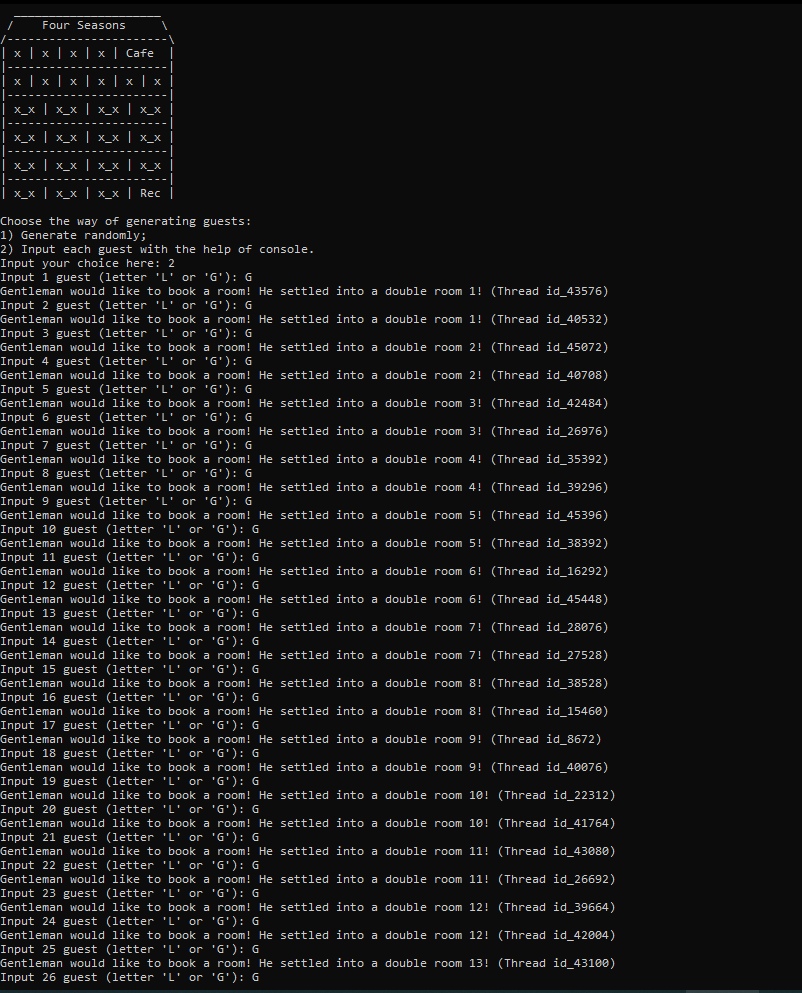 _____________________
 /    Four Seasons     \
/-----------------------\
| x | x | x | x | Cafe  |
|-----------------------|
| x | x | x | x | x | x |
|-----------------------|
| x_x | x_x | x_x | x_x |
|-----------------------|
| x_x | x_x | x_x | x_x |
|-----------------------|
| x_x | x_x | x_x | x_x |
|-----------------------|
| x_x | x_x | x_x | Rec |

Choose the way of generating guests:
1) Generate randomly;
2) Input each guest with the help of console.
Input your choice here: 2
Input 1 guest (letter 'L' or 'G'): G
Gentleman would like to book a room! He settled into a double room 1! (Thread id_43576)
Input 2 guest (letter 'L' or 'G'): G
Gentleman would like to book a room! He settled into a double room 1! (Thread id_40532)
Input 3 guest (letter 'L' or 'G'): G
Gentleman would like to book a room! He settled into a double room 2! (Thread id_45072)
Input 4 guest (letter 'L' or 'G'): G
Gentleman would like to book a room! He settled into a double room 2! (Thread id_40708)
Input 5 guest (letter 'L' or 'G'): G
Gentleman would like to book a room! He settled into a double room 3! (Thread id_42484)
Input 6 guest (letter 'L' or 'G'): G
Gentleman would like to book a room! He settled into a double room 3! (Thread id_26976)
Input 7 guest (letter 'L' or 'G'): G
Gentleman would like to book a room! He settled into a double room 4! (Thread id_35392)
Input 8 guest (letter 'L' or 'G'): G
Gentleman would like to book a room! He settled into a double room 4! (Thread id_39296)
Input 9 guest (letter 'L' or 'G'): G
Gentleman would like to book a room! He settled into a double room 5! (Thread id_45396)
Input 10 guest (letter 'L' or 'G'): G
Gentleman would like to book a room! He settled into a double room 5! (Thread id_38392)
Input 11 guest (letter 'L' or 'G'): G
Gentleman would like to book a room! He settled into a double room 6! (Thread id_16292)
Input 12 guest (letter 'L' or 'G'): G
Gentleman would like to book a room! He settled into a double room 6! (Thread id_45448)
Input 13 guest (letter 'L' or 'G'): G
Gentleman would like to book a room! He settled into a double room 7! (Thread id_28076)
Input 14 guest (letter 'L' or 'G'): G
Gentleman would like to book a room! He settled into a double room 7! (Thread id_27528)
Input 15 guest (letter 'L' or 'G'): G
Gentleman would like to book a room! He settled into a double room 8! (Thread id_38528)
Input 16 guest (letter 'L' or 'G'): G
Gentleman would like to book a room! He settled into a double room 8! (Thread id_15460)
Input 17 guest (letter 'L' or 'G'): G
Gentleman would like to book a room! He settled into a double room 9! (Thread id_8672)
Input 18 guest (letter 'L' or 'G'): G
Gentleman would like to book a room! He settled into a double room 9! (Thread id_40076)
Input 19 guest (letter 'L' or 'G'): G
Gentleman would like to book a room! He settled into a double room 10! (Thread id_22312)
Input 20 guest (letter 'L' or 'G'): G
Gentleman would like to book a room! He settled into a double room 10! (Thread id_41764)
Input 21 guest (letter 'L' or 'G'): G
Gentleman would like to book a room! He settled into a double room 11! (Thread id_43080)
Input 22 guest (letter 'L' or 'G'): G
Gentleman would like to book a room! He settled into a double room 11! (Thread id_26692)
Input 23 guest (letter 'L' or 'G'): G
Gentleman would like to book a room! He settled into a double room 12! (Thread id_39664)
Input 24 guest (letter 'L' or 'G'): G
Gentleman would like to book a room! He settled into a double room 12! (Thread id_42004)
Input 25 guest (letter 'L' or 'G'): G
Gentleman would like to book a room! He settled into a double room 13! (Thread id_43100)
Input 26 guest (letter 'L' or 'G'): G